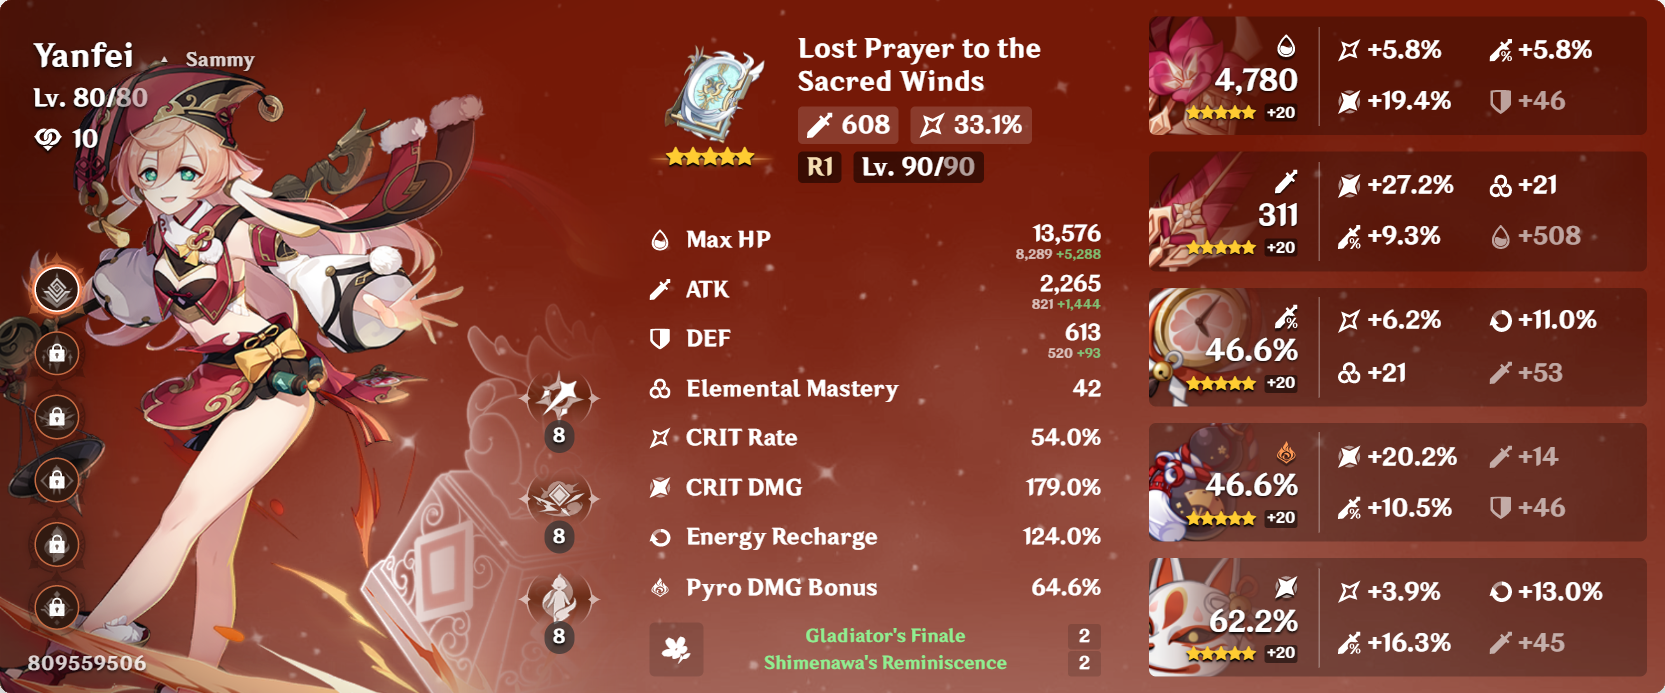 Yanfei Sammy
Lv. 80/80
10
8
8
8
809559506
Lost Prayer to the
Sacred Winds
608 33.1%
R1 Lv. 90/90
Max HP 13,576
8,289 +5,288
ATK 2,265
821 +1,444
DEF 613
520 +93
Elemental Mastery 42
CRIT Rate 54.0%
CRIT DMG 179.0%
Energy Recharge 124.0%
Pyro DMG Bonus 64.6%
Gladiator's Finale 2
Shimenawa's Reminiscence 2
4,780
+20
+5.8% +5.8%
+19.4% +46
311
+20
+27.2% +21
+9.3% +508
46.6%
+20
+6.2% +11.0%
+21 +53
46.6%
+20
+20.2% +14
+10.5% +46
62.2%
+20
+3.9% +13.0%
+16.3% +45